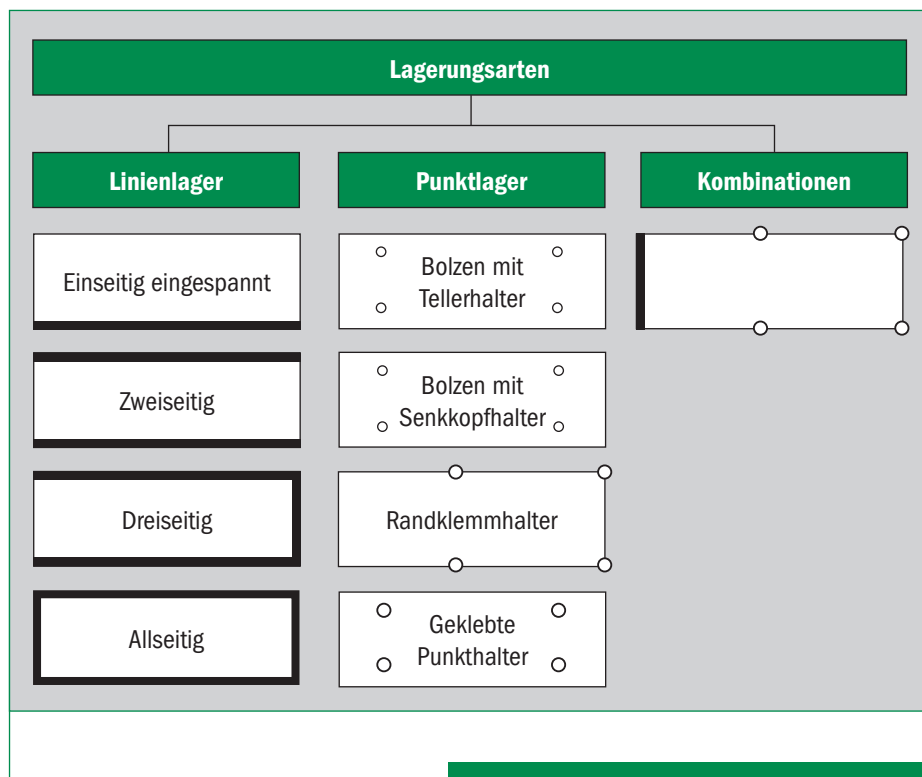 Lagerungsarten
Linienlager
Punktlager
Kombinationen
Einseitig eingespannt
Zweiseitig
Dreiseitig
Allseitig
Bolzen mit
Tellerhalter
Bolzen mit
Senkkopfhalter
Randklemmhalter
Geklebte
Punkthalter